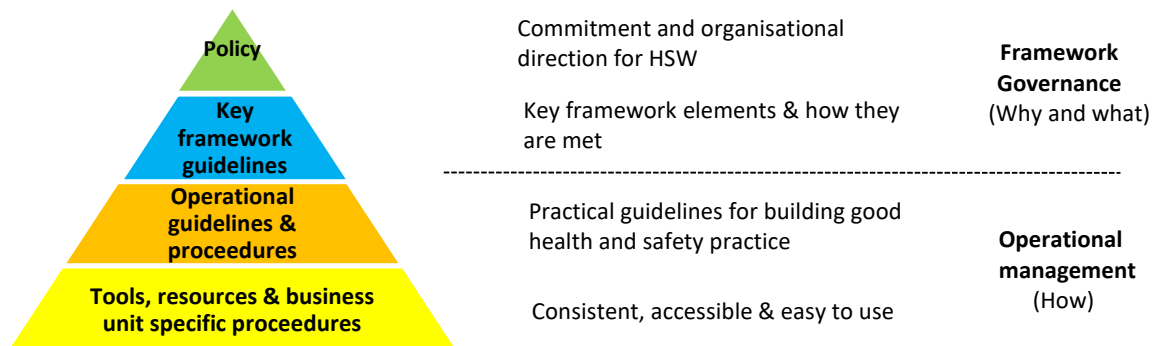 Policy
Commitment and organisational
direction for HSW
Framework
Governance
(Why and what)
Key
framework
guidelines
Key framework elements & how they
are met
Operational
guidelines &
proceedures
Practical guidelines for building good
health and safety practice
Operational
management
(How)
Tools, resources & business
unit specific proceedures
Consistent, accessible & easy to use